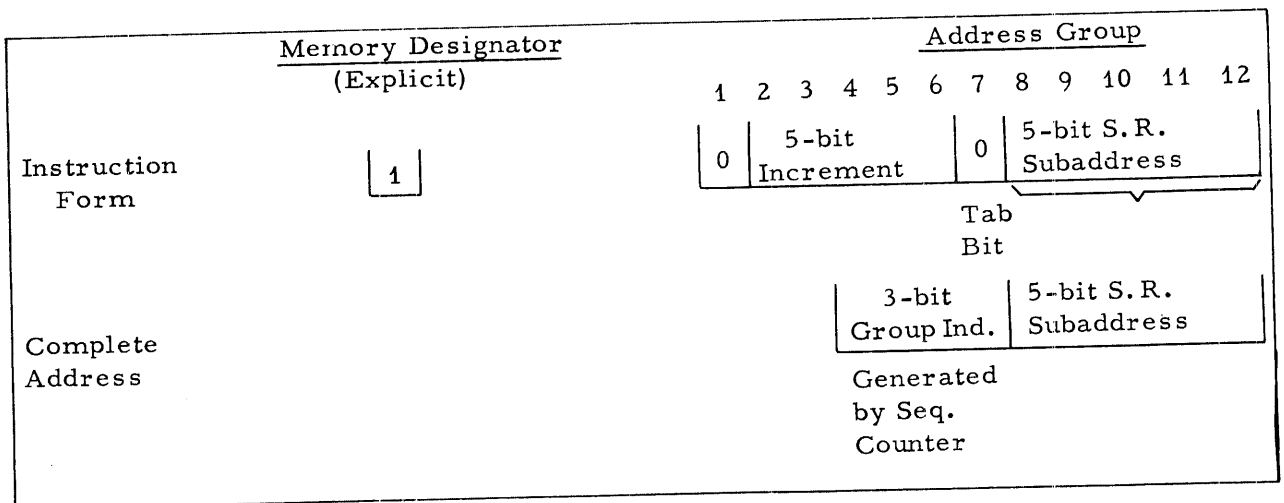 Memory Designator
(Explicit)
Address Group
1 2 3 4 5 6 7 8 9 10 11 12
Instruction
Form
1
0
5-bit
Increment
0
5-bit S.R.
Subaddress
Tab
Bit
Complete
Address
3-bit
Group Ind.
5-bit S.R.
Subaddress
Generated
by Seq.
Counter